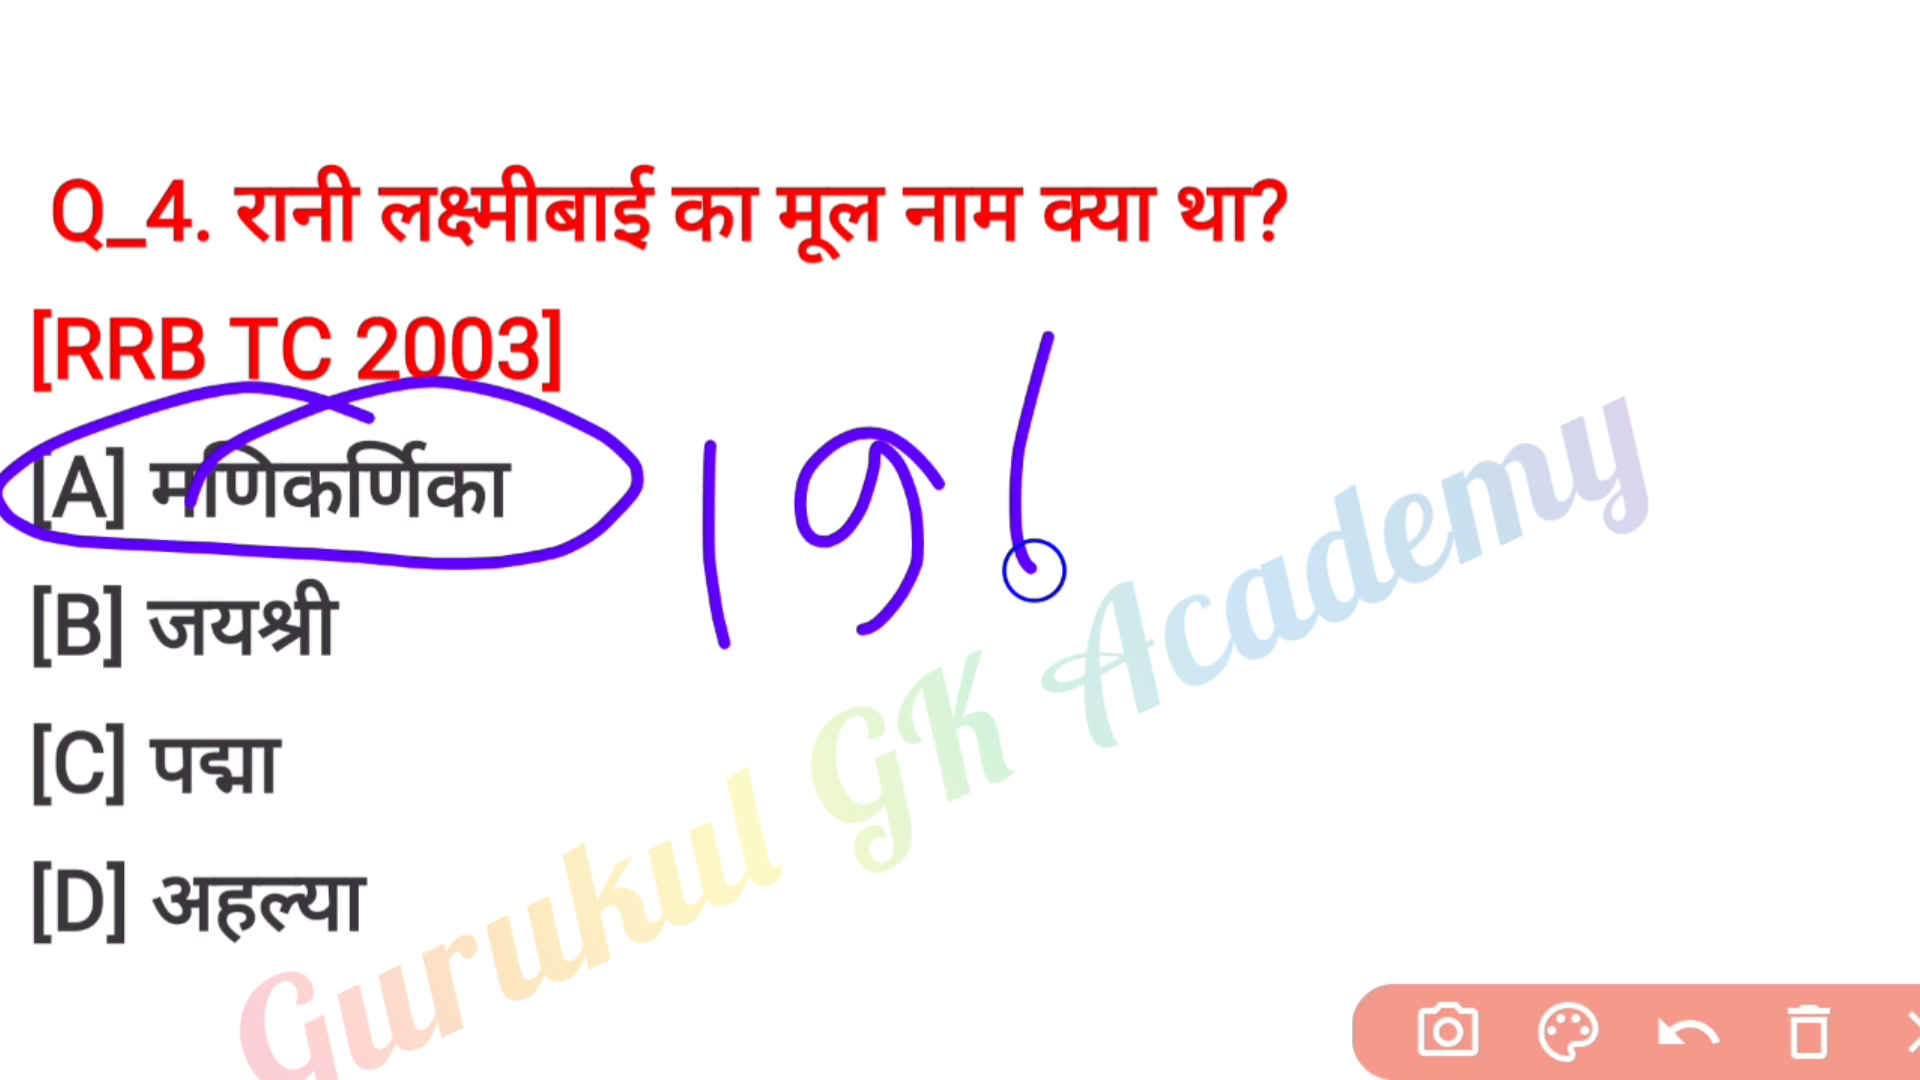 Q_4. रानी लक्ष्मीबाई का मूल नाम क्या था?
[RRB TC 2003]
[A] मणिकर्णिका
[B] जयश्री
[C] पद्मा
[D] अहल्या
Gurukul GK Academy